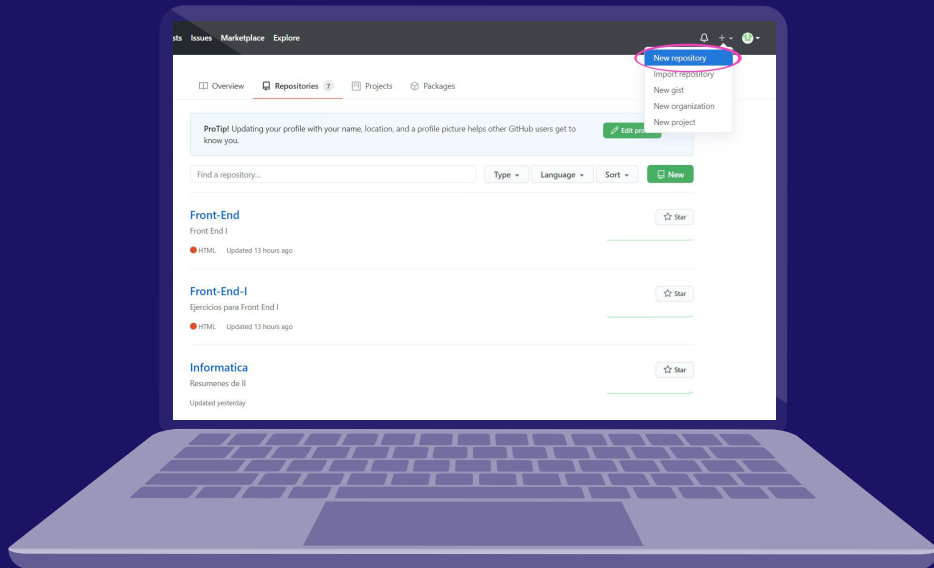 Issues Marketplace Explore
New repository
Import repository
New gist
New organization
New project
Overview Repositories 7 Projects Packages
ProTip! Updating your profile with your name, location, and a profile picture helps other GitHub users get to
know you.
Edit
Find a repository...
Type Language Sort New
Front-End
Star
Front End I
HTML Updated 13 hours ago
Front-End-I
Star
Ejercicios para Front End I
HTML Updated 13 hours ago
Informatica
Star
Resumenes de II
Updated yesterday